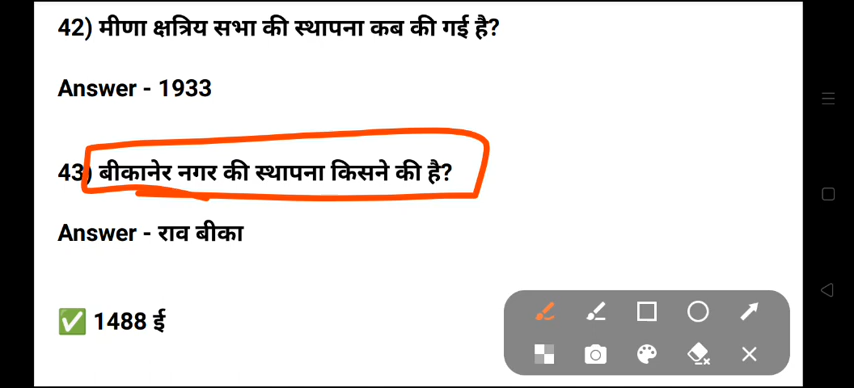 42) मीणा क्षत्रिय सभा की स्थापना कब की गई है?
Answer - 1933
43) बीकानेर नगर की स्थापना किसने की है?
Answer - राव बीका
✅ 1488 ई